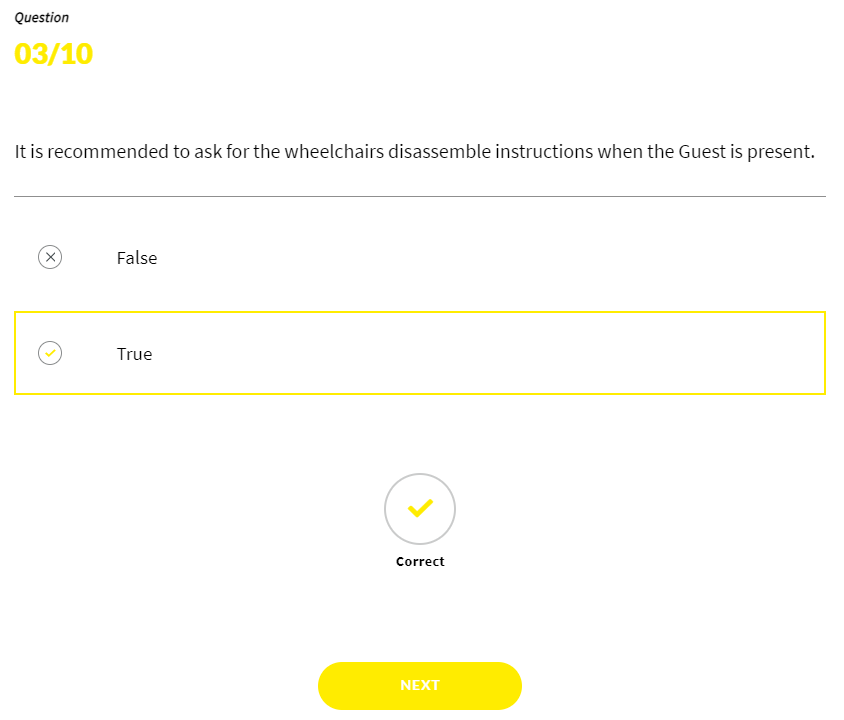 Question
03/10
It is recommended to ask for the wheelchairs disassemble instructions when the Guest is present.
False
True
Correct
NEXT